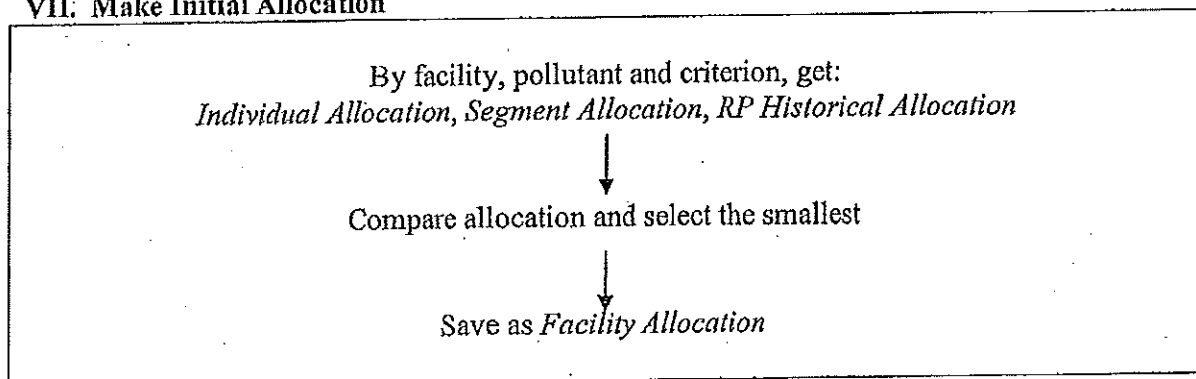 VII. Make Initial Allocation
By facility, pollutant and criterion, get:
Individual Allocation, Segment Allocation, RP Historical Allocation
Compare allocation and select the smallest
Save as Facility Allocation